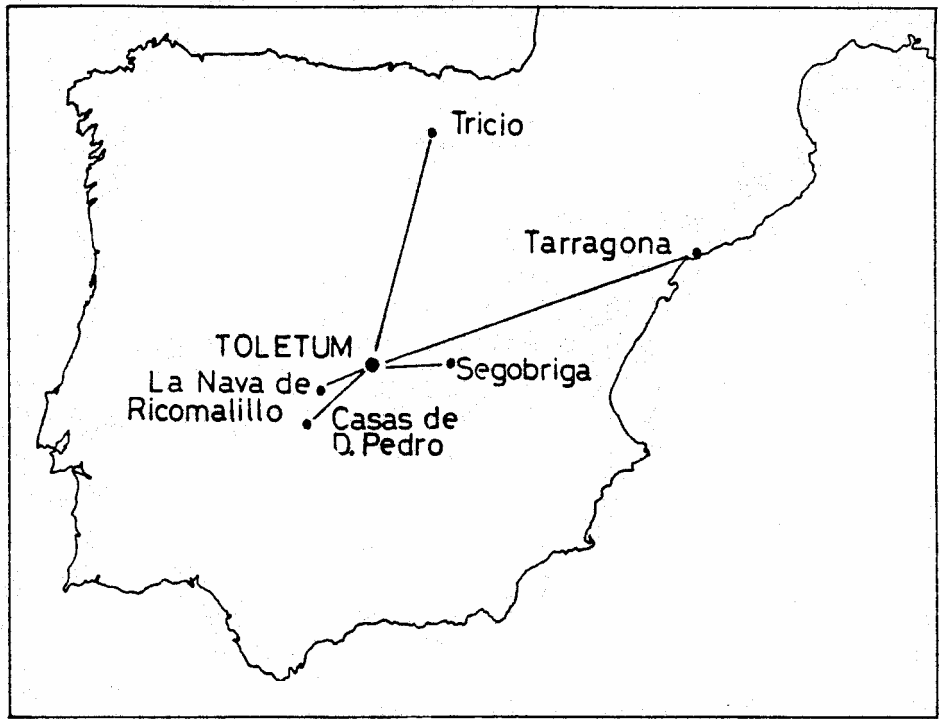 Tricio
Tarragona
TOLETUM
Segobriga
La Nava de
Ricomalillo
Casas de
D. Pedro